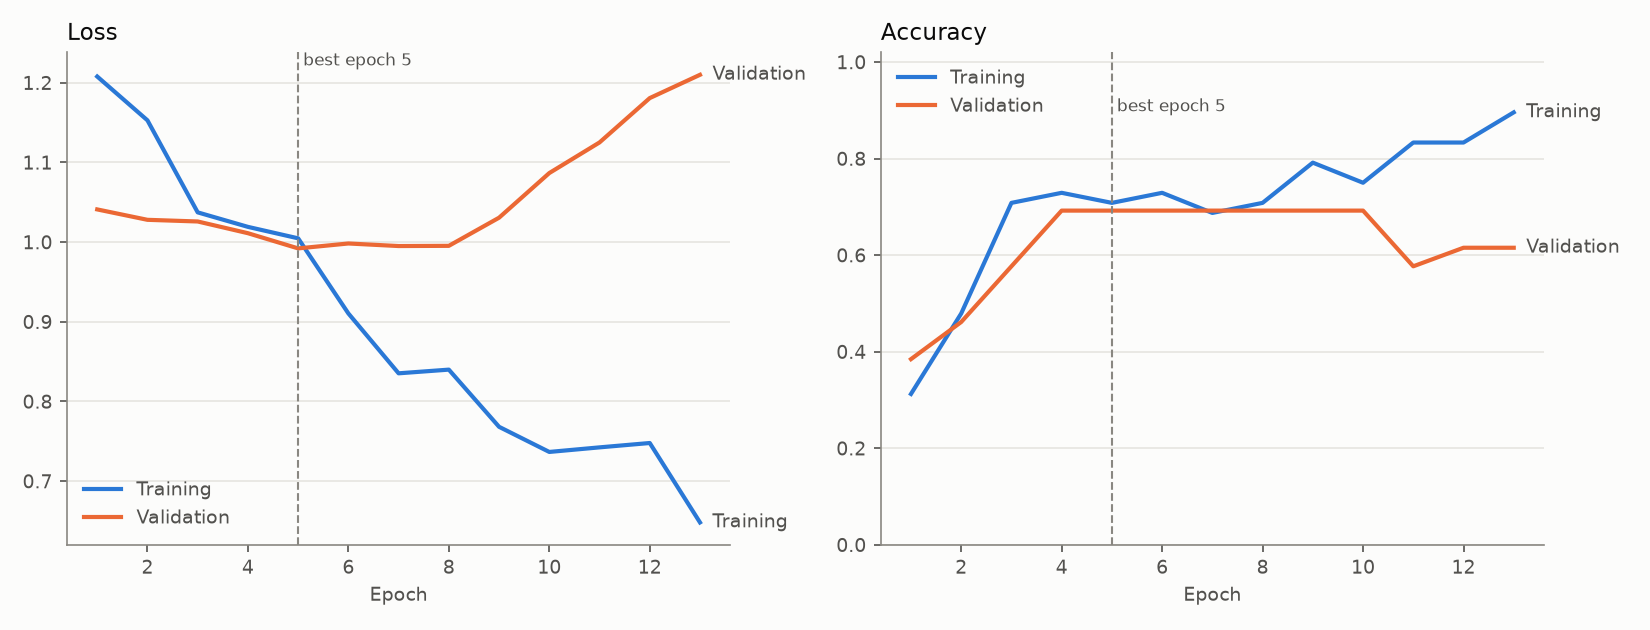 Loss
best epoch 5
Validation
Training
1.2
1.1
1.0
0.9
0.8
0.7
Training
Validation
2
4
6
8
10
12
Epoch
Accuracy
Training
Validation
best epoch 5
Training
Validation
1.0
0.8
0.6
0.4
0.2
0.0
2
4
6
8
10
12
Epoch